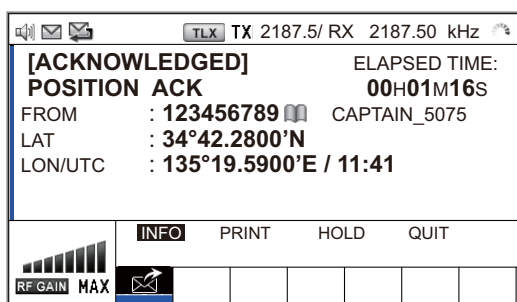 TLX TX 2187.5/ RX 2187.50 kHz
[ACKNOWLEDGED] ELAPSED TIME:
POSITION ACK 00H01M16S
FROM : 123456789 CAPTAIN_5075
LAT : 34°42.2800’N
LON/UTC : 135°19.5900’E / 11:41
INFO PRINT HOLD QUIT
RF GAIN MAX